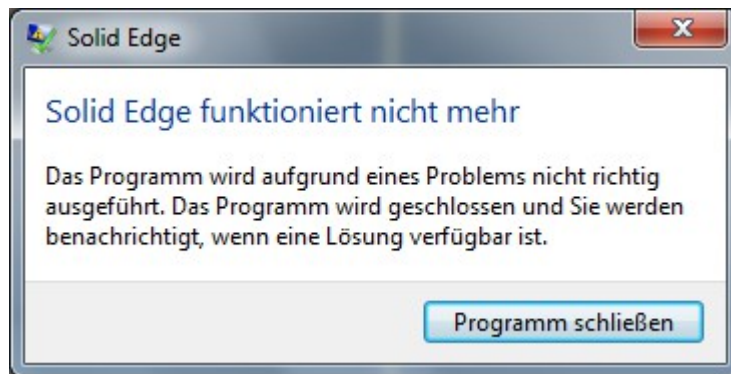 Solid Edge
Solid Edge funktioniert nicht mehr
Das Programm wird aufgrund eines Problems nicht richtig
ausgeführt. Das Programm wird geschlossen und Sie werden
benachrichtigt, wenn eine Lösung verfügbar ist.
Programm schließen